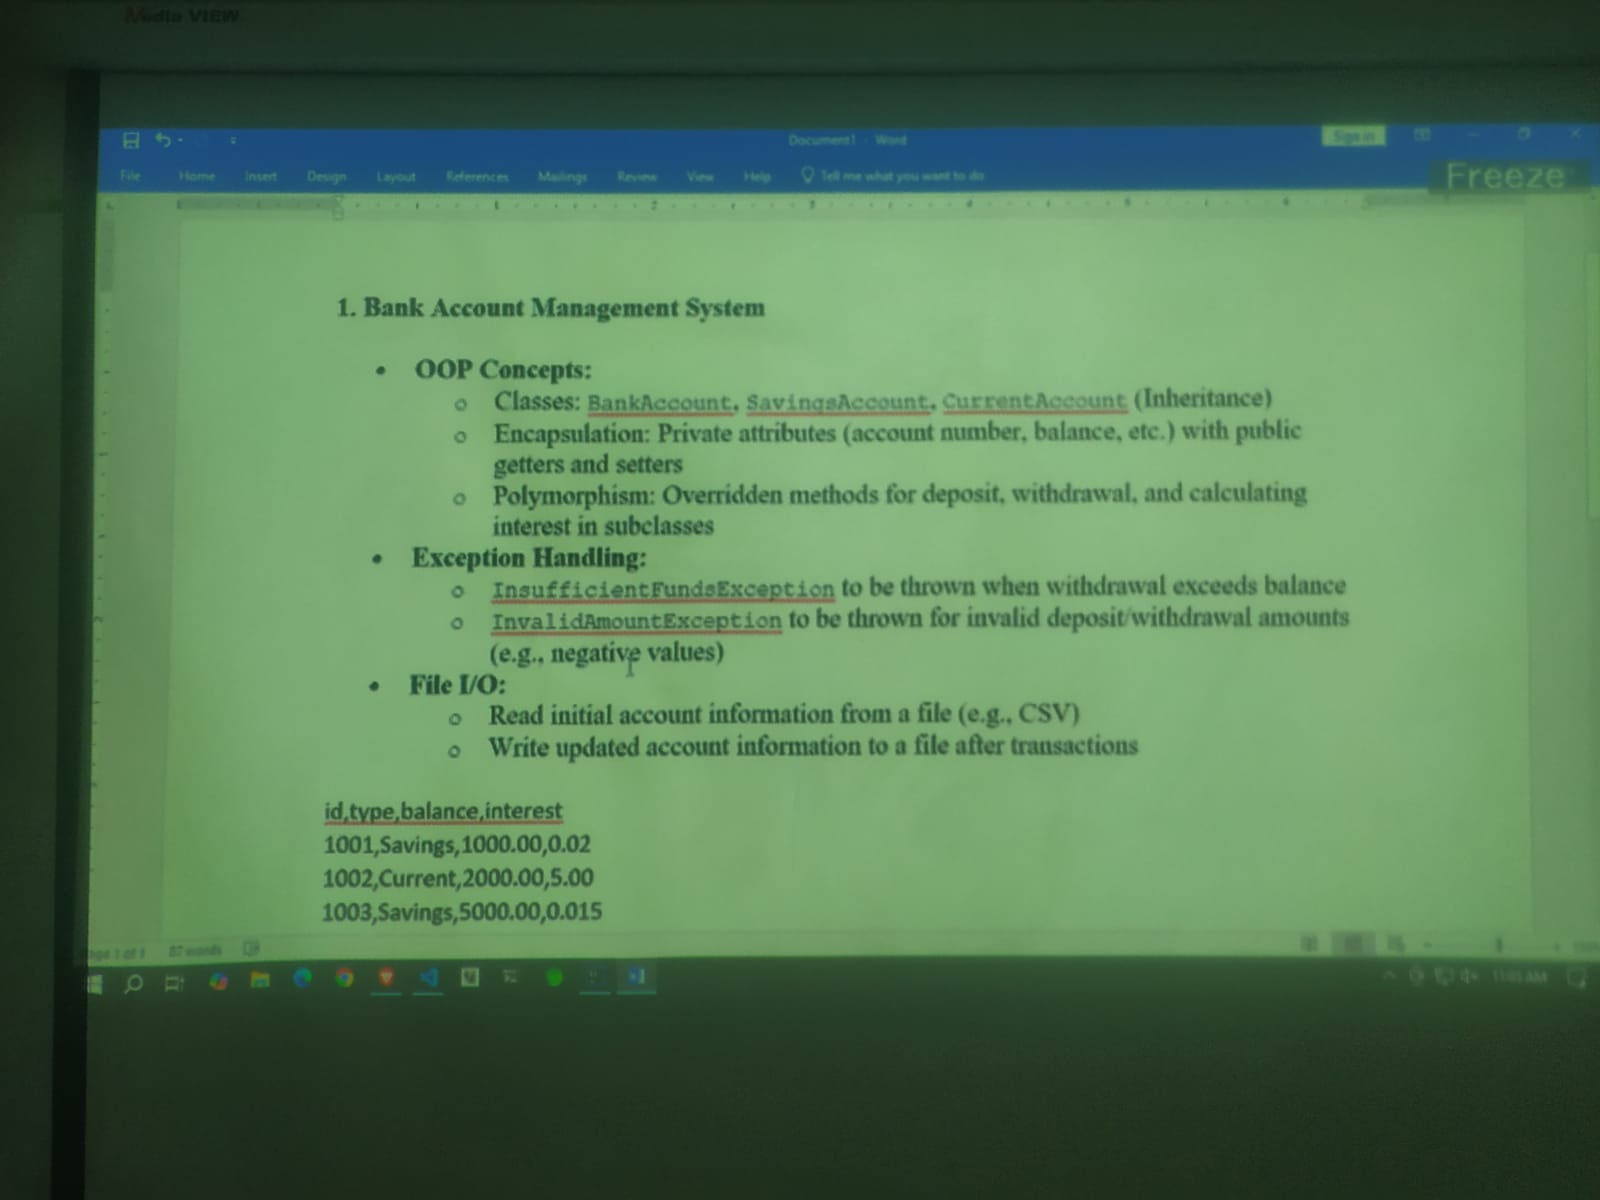 Media VIEW
Document1 - Word
Sign in
File Home Insert Design Layout References Mailings Review View Help Tell me what you want to do
Freeze
1. Bank Account Management System
• OOP Concepts:
o Classes: BankAccount, SavingsAccount, CurrentAccount (Inheritance)
o Encapsulation: Private attributes (account number, balance, etc.) with public
getters and setters
o Polymorphism: Overridden methods for deposit, withdrawal, and calculating
interest in subclasses
• Exception Handling:
o InsufficientFundsException to be thrown when withdrawal exceeds balance
o InvalidAmountException to be thrown for invalid deposit/withdrawal amounts
(e.g., negative values)
• File I/O:
o Read initial account information from a file (e.g., CSV)
o Write updated account information to a file after transactions
id,type,balance,interest
1001,Savings,1000.00,0.02
1002,Current,2000.00,5.00
1003,Savings,5000.00,0.015
Page 1 of 1 87 words